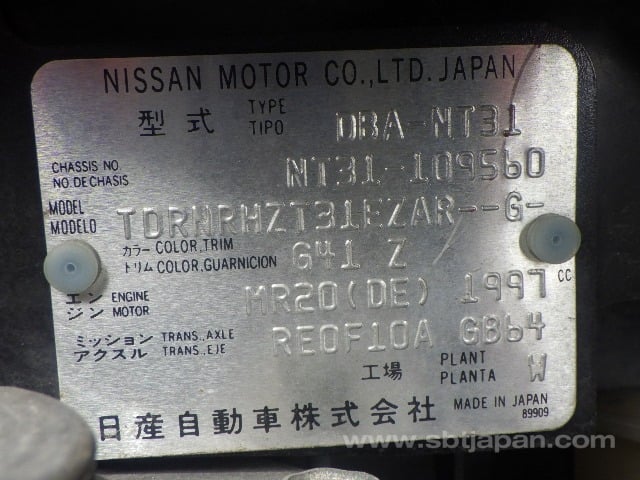 NISSAN MOTOR CO.,LTD. JAPAN
型式 TYPE TIPO DBA-NT31
CHASSIS NO NO.DE CHASIS NT31-109560
MODEL MODELO TDRNRHZT31EZAR--G-
カラー COLOR,TRIM トリム COLOR,GUARNICION G41 Z /
エンジン ENGINE MOTOR MR20(DE) 1997 CC
ミッション TRANS.,AXLE アクスル TRANS.,EJE RE0F10A GB64
工場 PLANT PLANTA W
日産自動車株式会社 MADE IN JAPAN
89909
www.sbtjapan.com